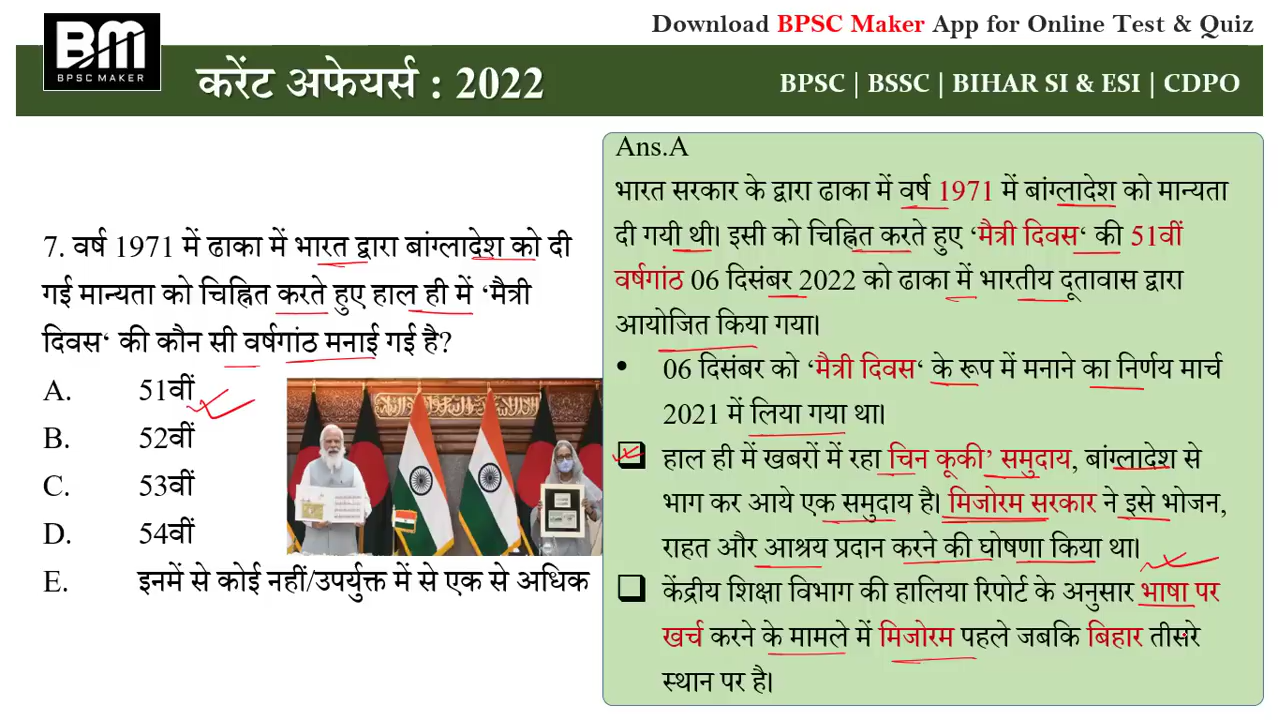 Download BPSC Maker App for Online Test & Quiz
BM
BPSC MAKER
करेंट अफेयर्स : 2022
BPSC | BSSC | BIHAR SI & ESI | CDPO
7. वर्ष 1971 में ढाका में भारत द्वारा बांग्लादेश को दी
गई मान्यता को चिह्नित करते हुए हाल ही में ‘मैत्री
दिवस‘ की कौन सी वर्षगांठ मनाई गई है?
A. 51वीं
B. 52वीं
C. 53वीं
D. 54वीं
E. इनमें से कोई नहीं/उपर्युक्त में से एक से अधिक
Ans.A
भारत सरकार के द्वारा ढाका में वर्ष 1971 में बांग्लादेश को मान्यता
दी गयी थी। इसी को चिह्नित करते हुए ‘मैत्री दिवस‘ की 51वीं
वर्षगांठ 06 दिसंबर 2022 को ढाका में भारतीय दूतावास द्वारा
आयोजित किया गया।
• 06 दिसंबर को ‘मैत्री दिवस‘ के रूप में मनाने का निर्णय मार्च
2021 में लिया गया था।
❑ हाल ही में खबरों में रहा चिन कूकी’ समुदाय, बांग्लादेश से
भाग कर आये एक समुदाय है। मिजोरम सरकार ने इसे भोजन,
राहत और आश्रय प्रदान करने की घोषणा किया था।
❑ केंद्रीय शिक्षा विभाग की हालिया रिपोर्ट के अनुसार भाषा पर
खर्च करने के मामले में मिजोरम पहले जबकि बिहार तीसरे
स्थान पर है।